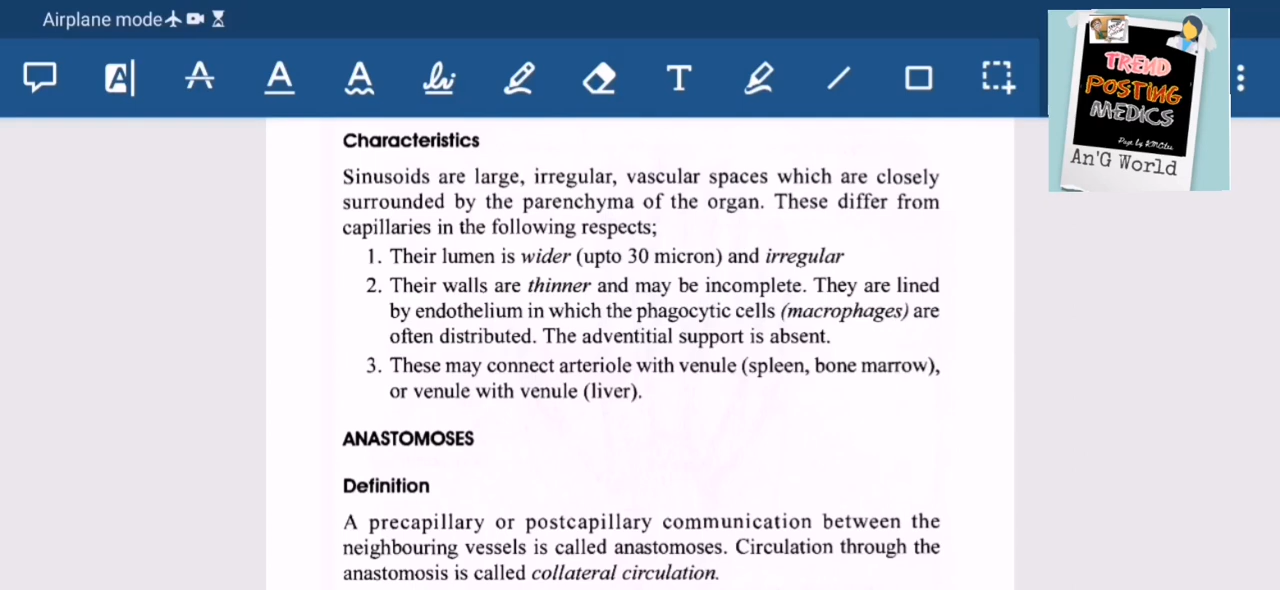 Airplane mode
TREND
POSTING
MEDICS
Page by KMCite
An'G World
Characteristics
Sinusoids are large, irregular, vascular spaces which are closely
surrounded by the parenchyma of the organ. These differ from
capillaries in the following respects;
1. Their lumen is wider (upto 30 micron) and irregular
2. Their walls are thinner and may be incomplete. They are lined
by endothelium in which the phagocytic cells (macrophages) are
often distributed. The adventitial support is absent.
3. These may connect arteriole with venule (spleen, bone marrow),
or venule with venule (liver).
ANASTOMOSES
Definition
A precapillary or postcapillary communication between the
neighbouring vessels is called anastomoses. Circulation through the
anastomosis is called collateral circulation.